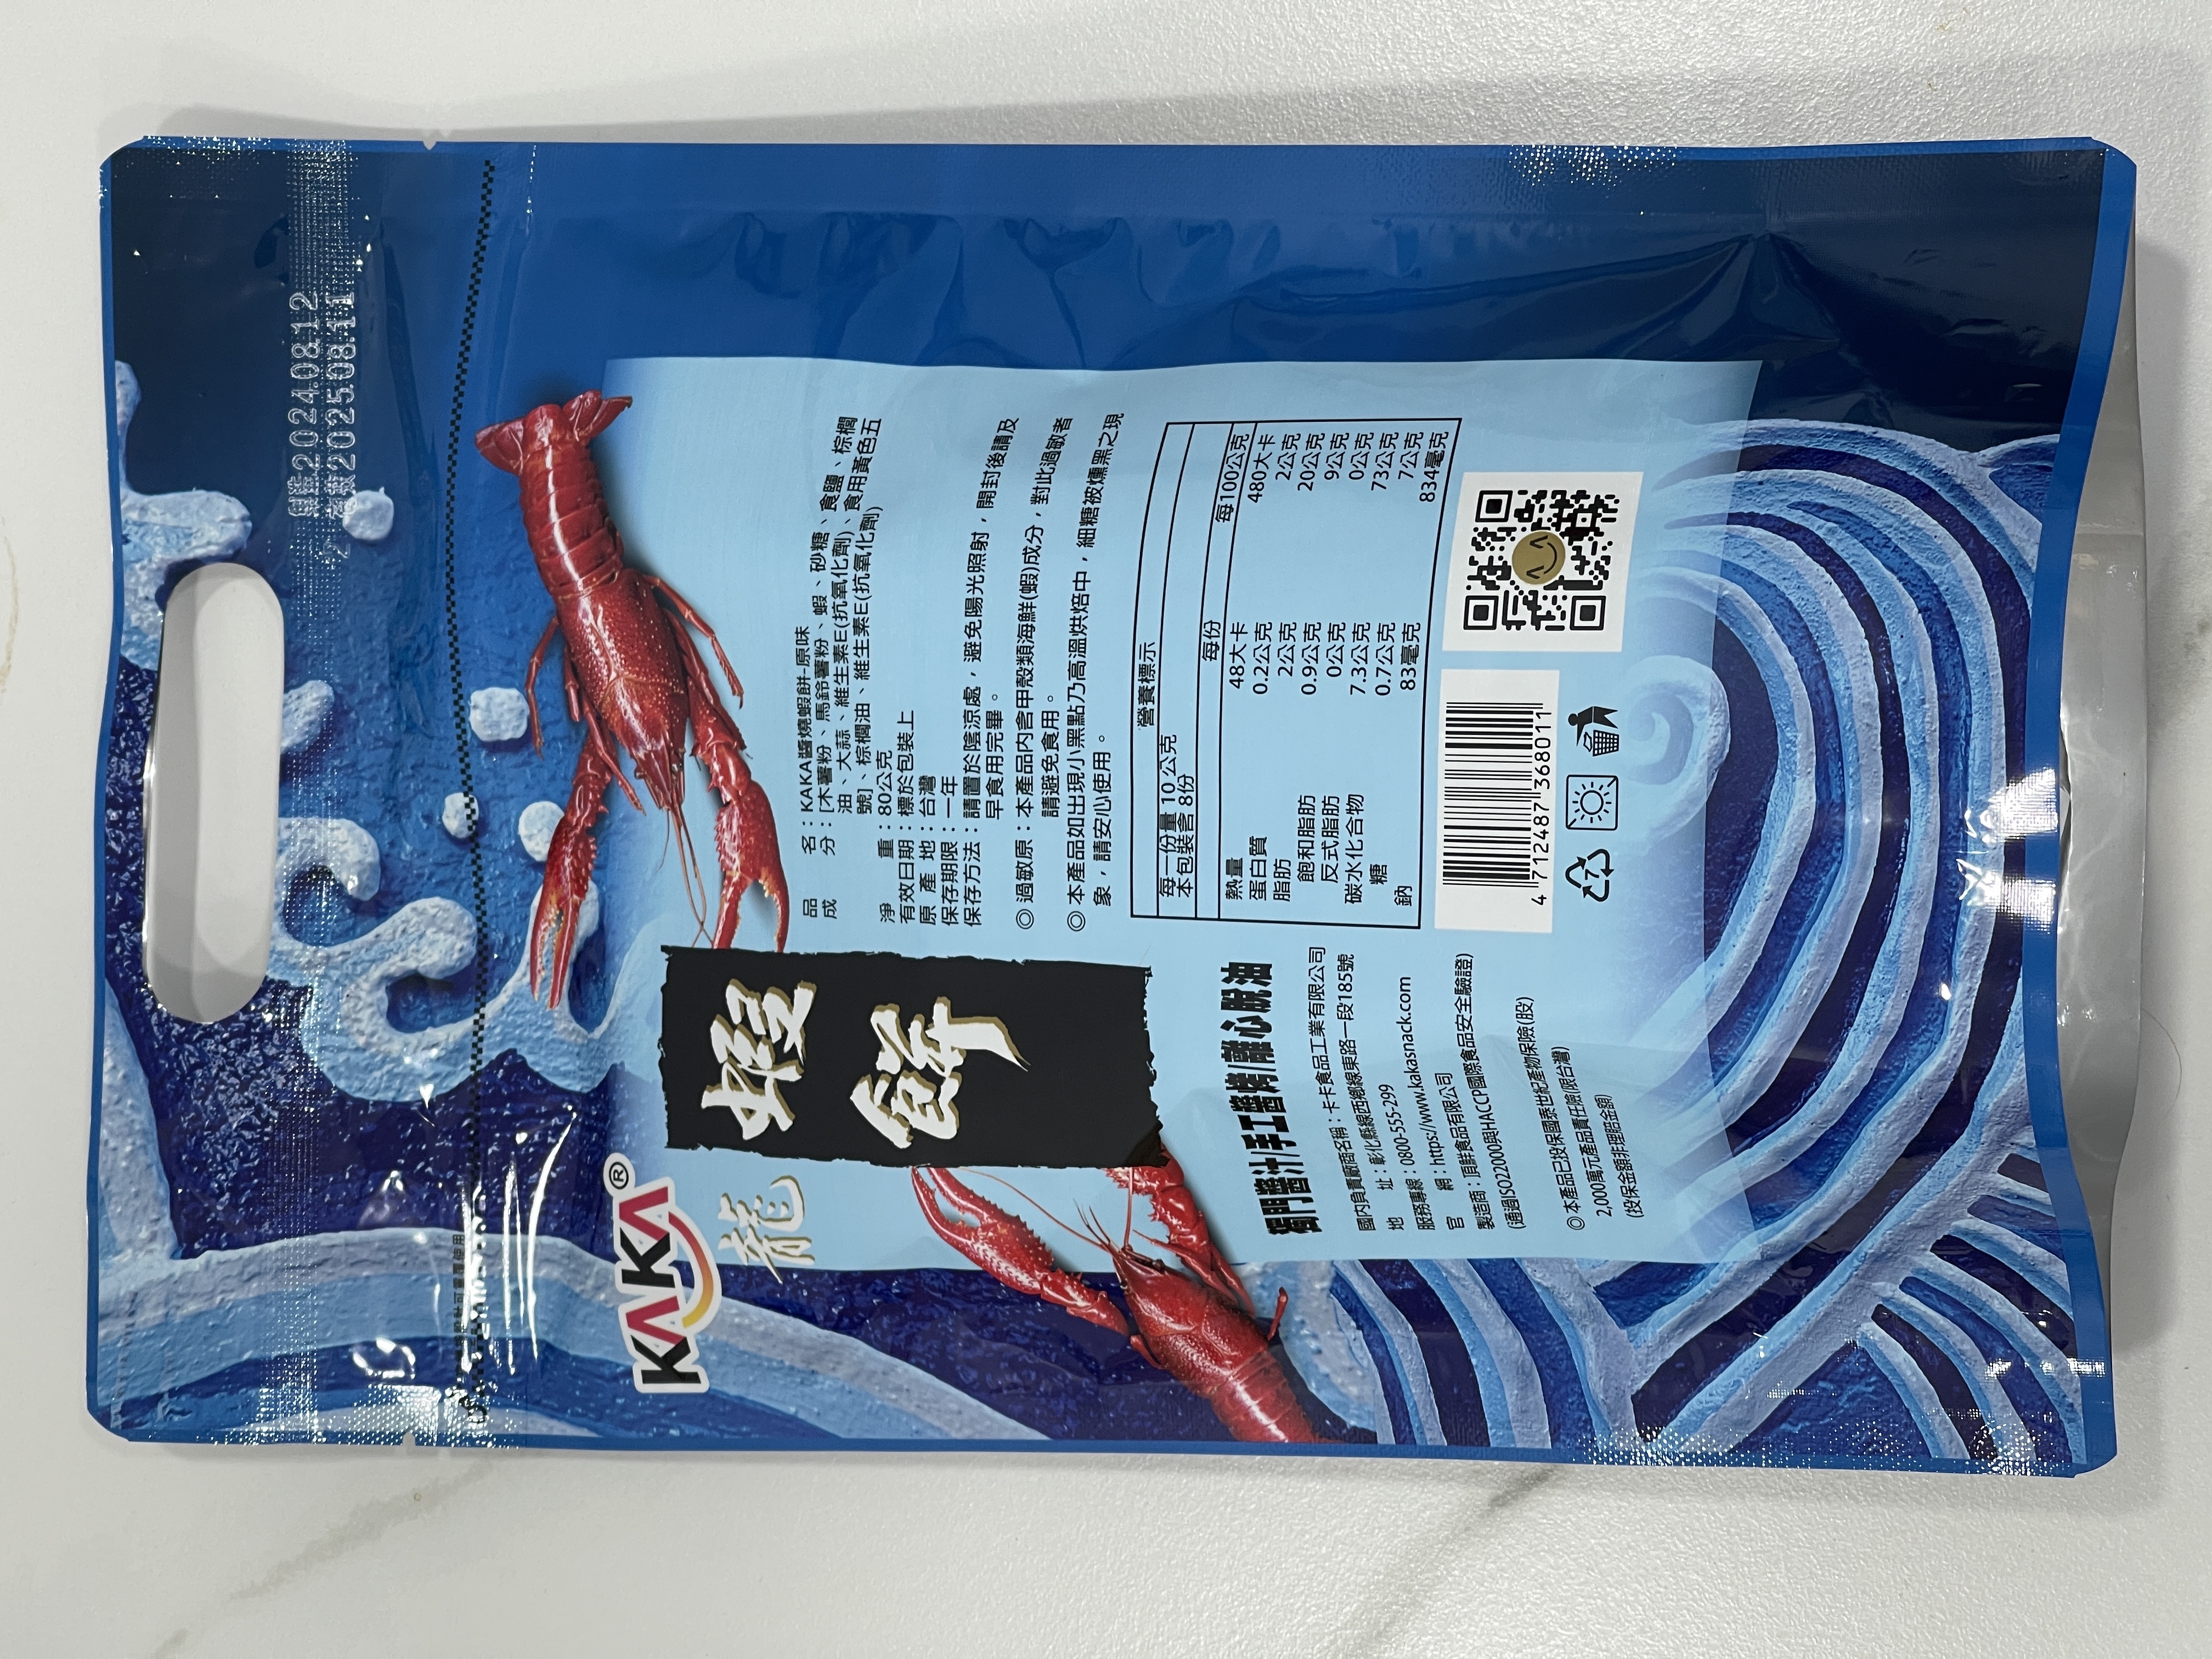 製造2024.08.12
有效2025.08.11
KAKA®
龍
蝦
餅
品　　名：KAKA醬燒蝦餅-原味
成　　分：[木薯粉、馬鈴薯粉、蝦、砂糖、食鹽、棕櫚
油、大蒜、維生素E(抗氧化劑)、食用黃色五
號]、棕櫚油、維生素E(抗氧化劑)
淨　　重：80公克
有效日期：標於包裝上
原 產 地：台灣
保存期限：一年
保存方法：請置於陰涼處，避免陽光照射，開封後請及
早食用完畢。
◎過敏原：本產品內含甲殼類海鮮(蝦)成分，對此過敏者
請避免食用。
◎本產品如出現小黑點乃高溫烘焙中，細糖被燻黑之現
象，請安心使用。
營養標示
每一份量 10 公克
本包裝含 8份
每份 每100公克
熱量 48大卡 480大卡
蛋白質 0.2公克 2公克
脂肪 2公克 20公克
飽和脂肪 0.9公克 9公克
反式脂肪 0公克 0公克
碳水化合物 7.3公克 73公克
糖 0.7公克 7公克
鈉 83毫克 834毫克
4 712487 368011
獨門醬汁/手工醬烤/離心脫油
國內負責廠商名稱：卡卡食品工業有限公司
地　　址：彰化縣線西鄉線東路一段185號
服務專線：0800-555-299
官　　網：https://www.kakasnack.com
製造商：頂鮮食品有限公司
(通過ISO22000與HACCP國際食品安全驗證)
◎本產品已投保國泰世紀產物保險(股)
2,000萬元產品責任險(限台灣)
(投保金額非理賠金額)